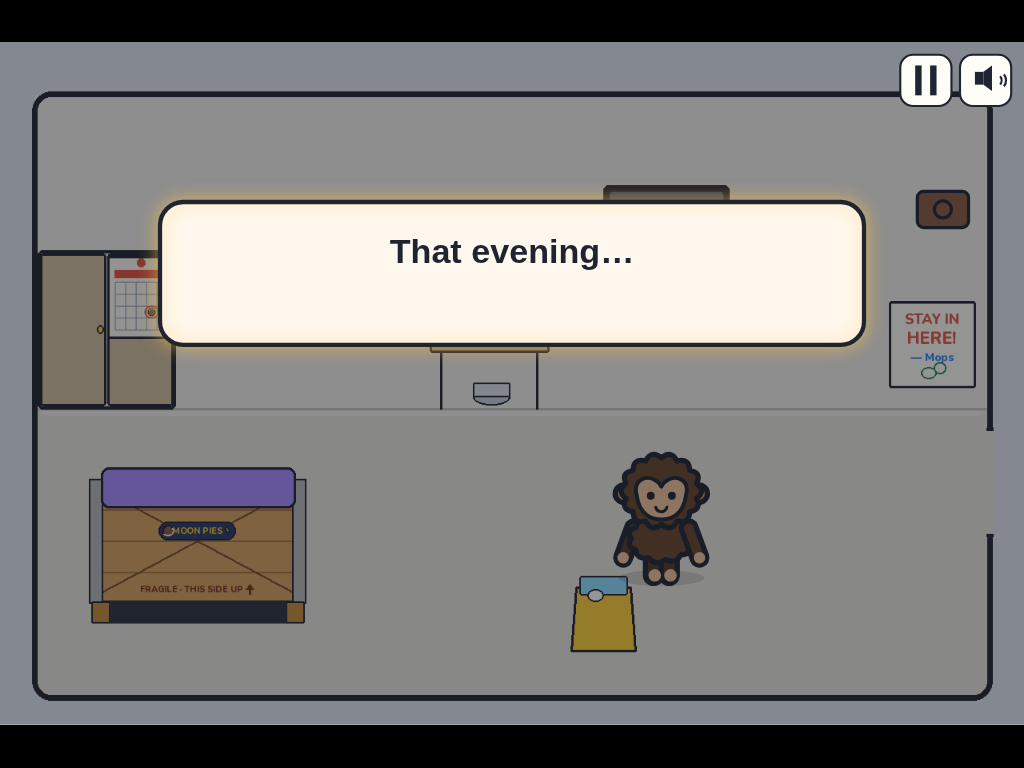 That evening...
STAY IN
HERE!
— Mops
MOON PIES
FRAGILE · THIS SIDE UP